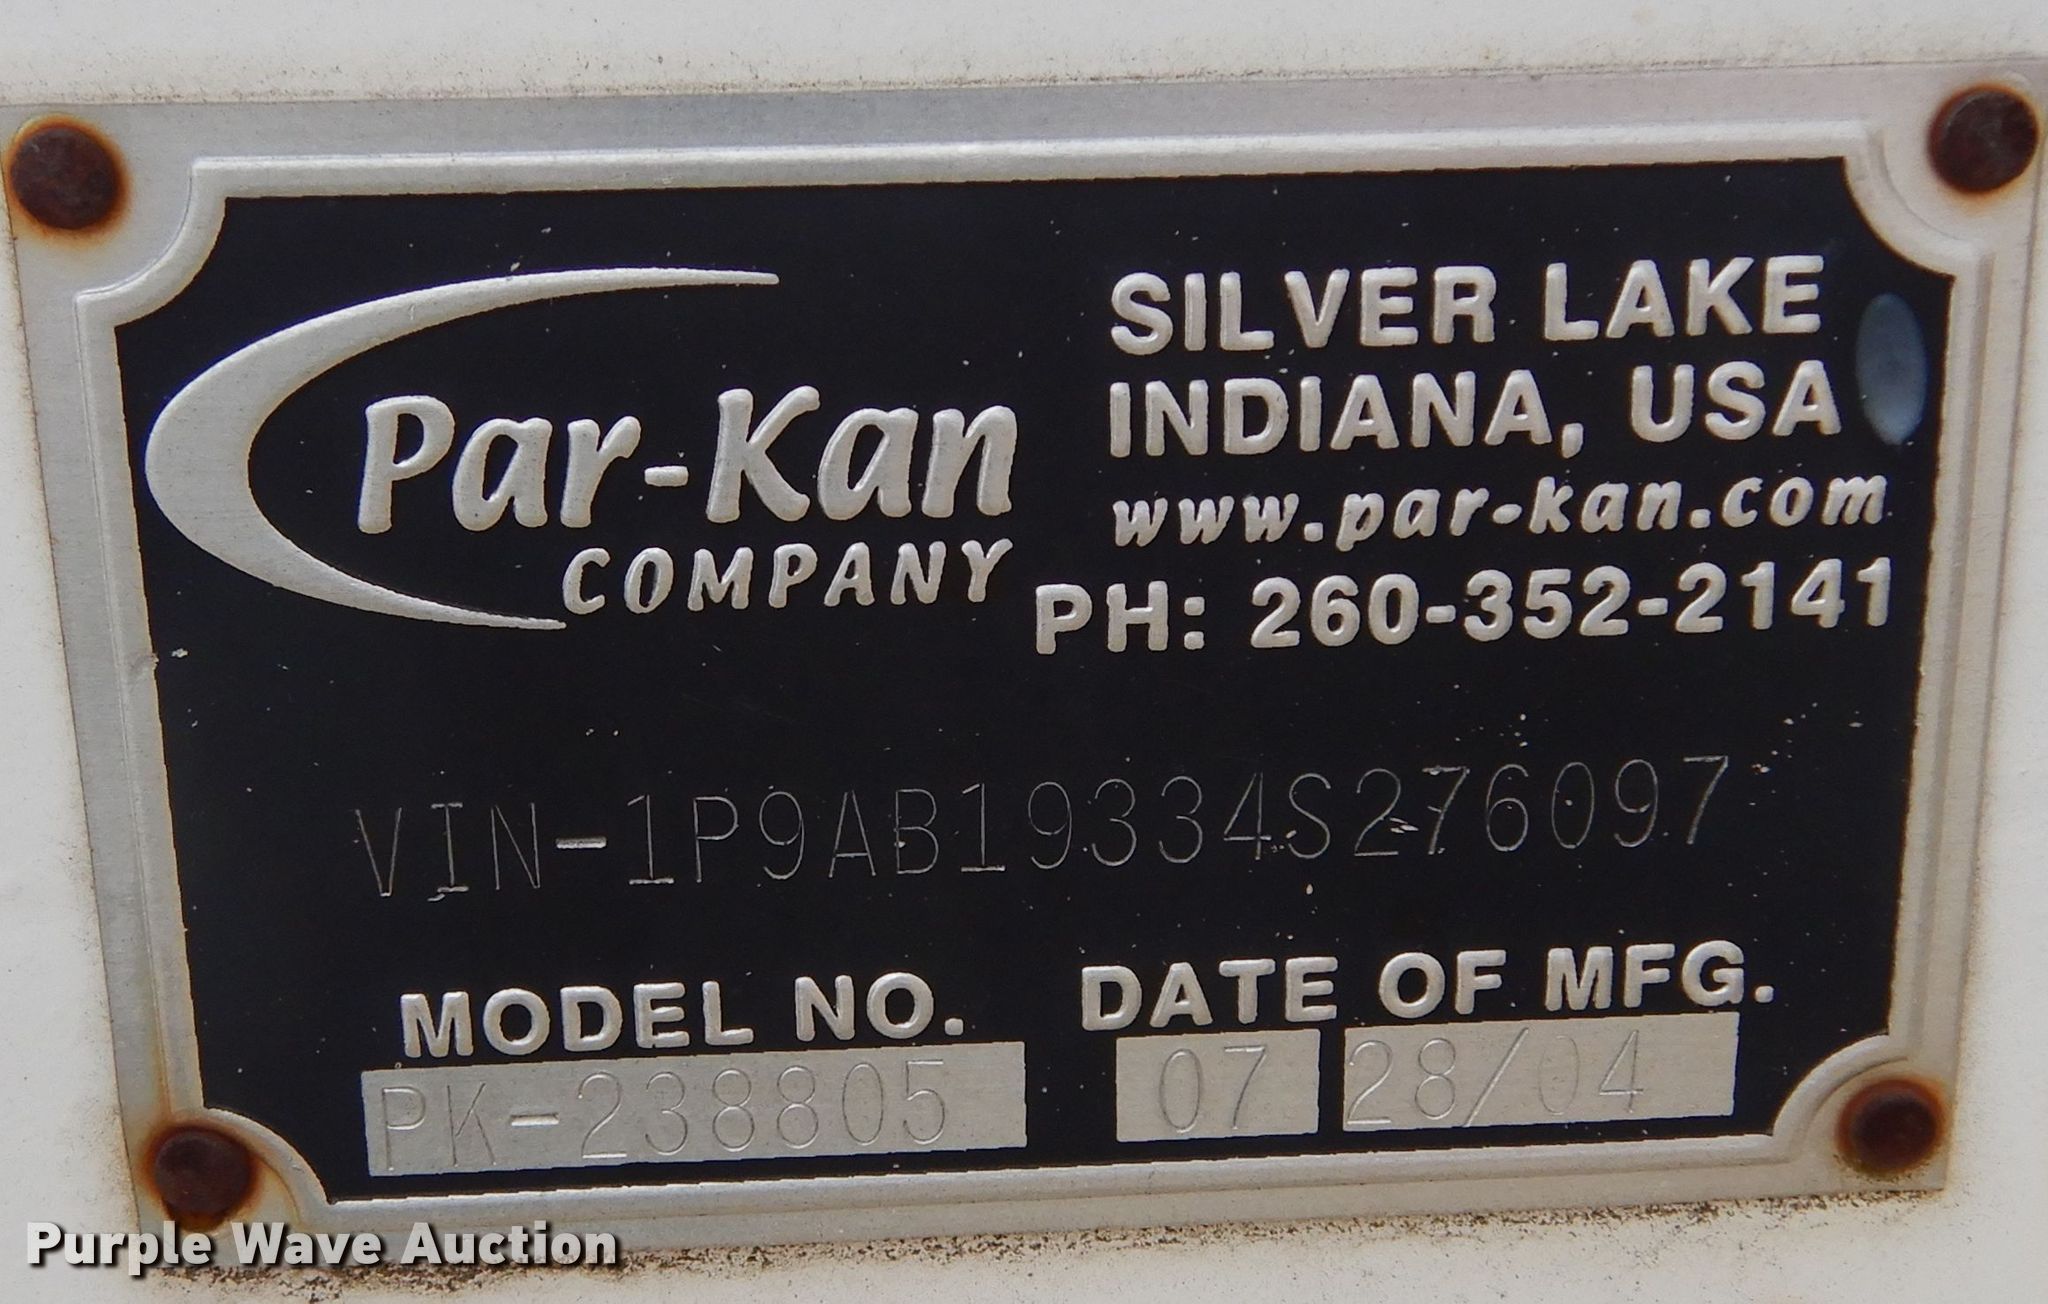 Par-Kan
COMPANY
SILVER LAKE
INDIANA, USA
www.par-kan.com
PH: 260-352-2141
VIN-1P9AB19334S276097
MODEL NO.
PK-238805
DATE OF MFG.
07 28/04
Purple Wave Auction